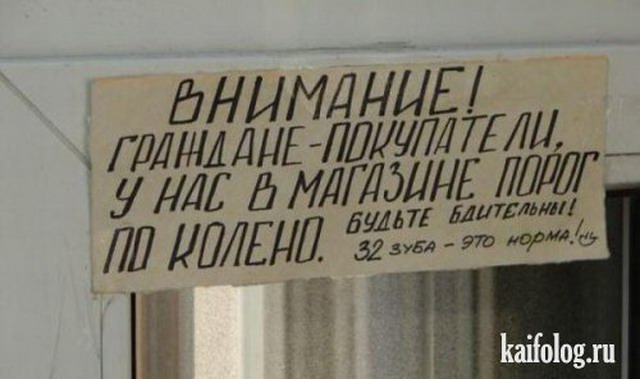 ВНИМАНИЕ!
ГРАЖДАНЕ-ПОКУПАТЕЛИ,
У НАС В МАГАЗИНЕ ПОРОГ
ПО КОЛЕНО. БУДЬТЕ БДИТЕЛЬНЫ!
32 ЗУБА - ЭТО НОРМА!
kaifolog.ru